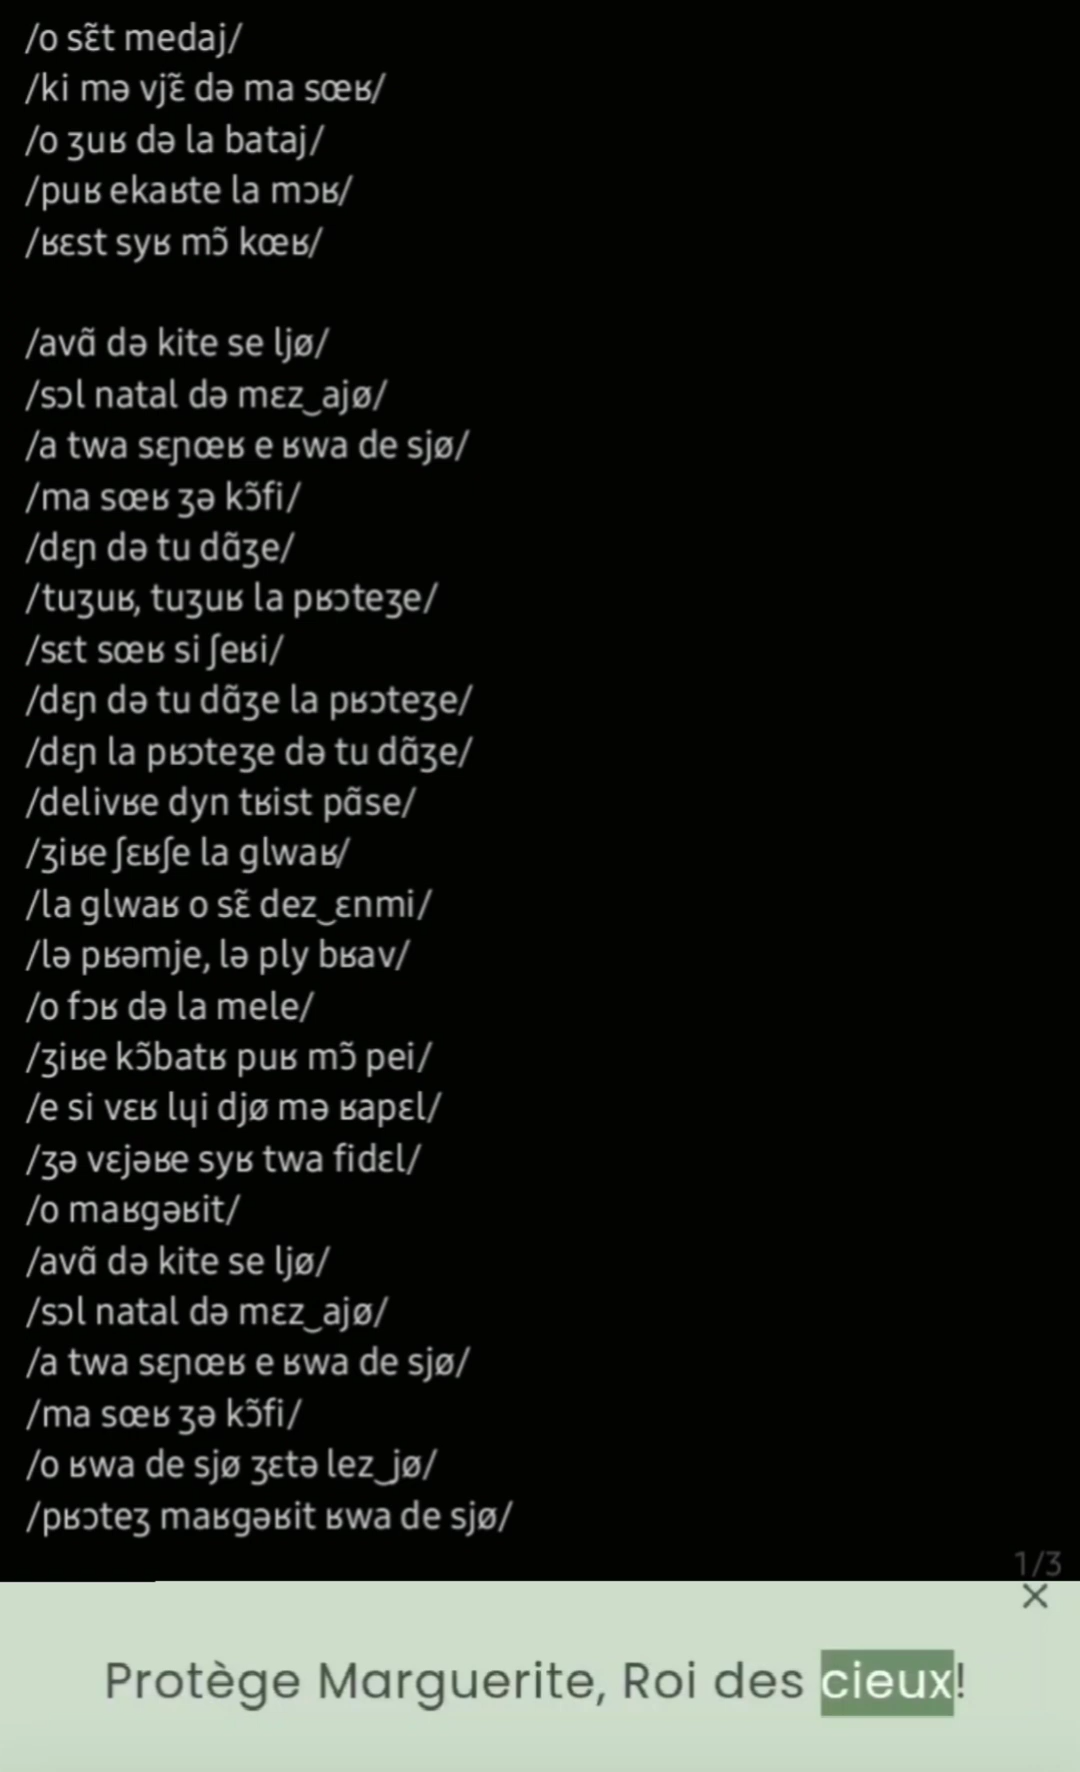 /o sɛ̃t medaj/
/ki mə vjɛ̃ də ma sœʁ/
/o ʒuʁ də la bataj/
/puʁ ekaʁte la mɔʁ/
/ʁɛst syʁ mɔ̃ kœʁ/
/avɑ̃ də kite se ljø/
/sɔl natal də mɛz‿ajø/
/a twa sɛɲœʁ e ʁwa de sjø/
/ma sœʁ ʒə kɔ̃fi/
/dɛɲ də tu dɑ̃ʒe/
/tuʒuʁ, tuʒuʁ la pʁɔteʒe/
/sɛt sœʁ si ʃeʁi/
/dɛɲ də tu dɑ̃ʒe la pʁɔteʒe/
/dɛɲ la pʁɔteʒe də tu dɑ̃ʒe/
/delivʁe dyn tʁist pɑ̃se/
/ʒiʁe ʃɛʁʃe la glwaʁ/
/la glwaʁ o sɛ̃ dez‿ɛnmi/
/lə pʁəmje, lə ply bʁav/
/o fɔʁ də la mele/
/ʒiʁe kɔ̃batʁ puʁ mɔ̃ pei/
/e si vɛʁ lɥi djø mə ʁapɛl/
/ʒə vɛjəʁe syʁ twa fidɛl/
/o maʁgəʁit/
/avɑ̃ də kite se ljø/
/sɔl natal də mɛz‿ajø/
/a twa sɛɲœʁ e ʁwa de sjø/
/ma sœʁ ʒə kɔ̃fi/
/o ʁwa de sjø ʒɛtə lez‿jø/
/pʁɔteʒ maʁgəʁit ʁwa de sjø/
1/3
×
Protège Marguerite, Roi des cieux!